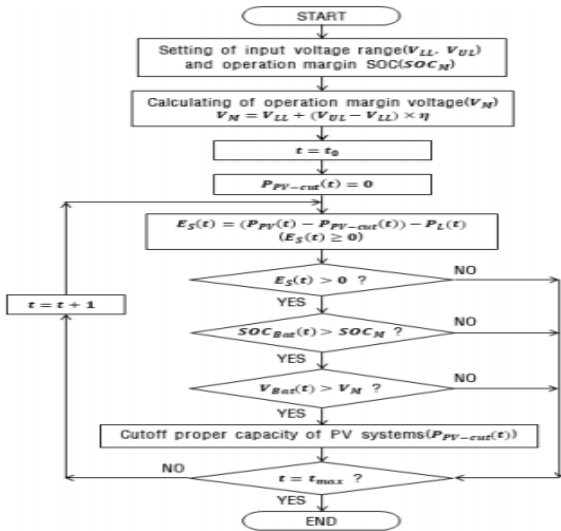 START
Setting of input voltage range(V_LL, V_UL)
and operation margin SOC(SOC_M)
Calculating of operation margin voltage(V_M)
V_M = V_LL + (V_UL − V_LL) × η
t = t_0
P_PV−cut(t) = 0
E_S(t) = (P_PV(t) − P_PV−cut(t)) − P_L(t)
(E_S(t) ≥ 0)
E_S(t) > 0 ?
NO
YES
t = t + 1
SOC_Bat(t) > SOC_M ?
NO
YES
V_Bat(t) > V_M ?
NO
YES
Cutoff proper capacity of PV systems(P_PV−cut(t))
NO
t = t_max ?
YES
END